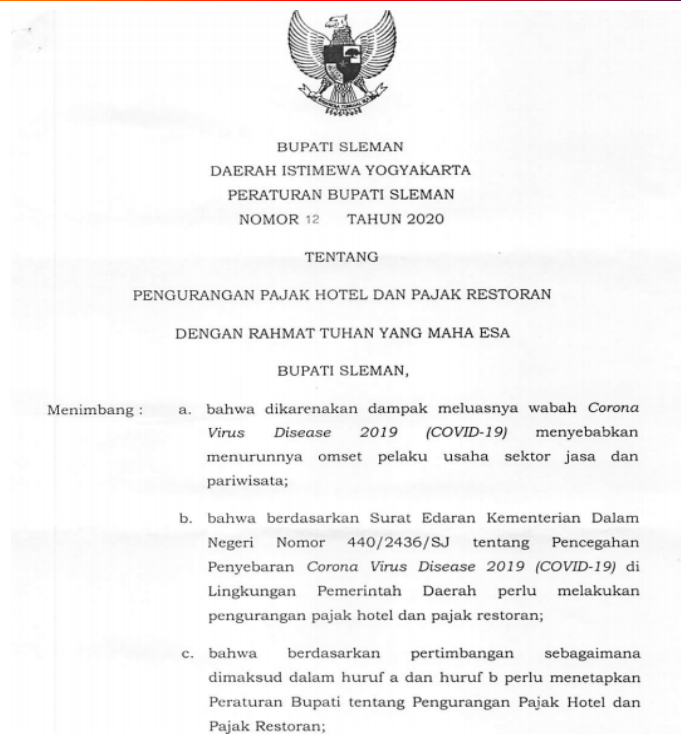 BUPATI SLEMAN
DAERAH ISTIMEWA YOGYAKARTA
PERATURAN BUPATI SLEMAN
NOMOR 12 TAHUN 2020
TENTANG
PENGURANGAN PAJAK HOTEL DAN PAJAK RESTORAN
DENGAN RAHMAT TUHAN YANG MAHA ESA
BUPATI SLEMAN,
Menimbang : a. bahwa dikarenakan dampak meluasnya wabah Corona
Virus Disease 2019 (COVID-19) menyebabkan
menurunnya omset pelaku usaha sektor jasa dan
pariwisata;
b. bahwa berdasarkan Surat Edaran Kementerian Dalam
Negeri Nomor 440/2436/SJ tentang Pencegahan
Penyebaran Corona Virus Disease 2019 (COVID-19) di
Lingkungan Pemerintah Daerah perlu melakukan
pengurangan pajak hotel dan pajak restoran;
c. bahwa berdasarkan pertimbangan sebagaimana
dimaksud dalam huruf a dan huruf b perlu menetapkan
Peraturan Bupati tentang Pengurangan Pajak Hotel dan
Pajak Restoran;